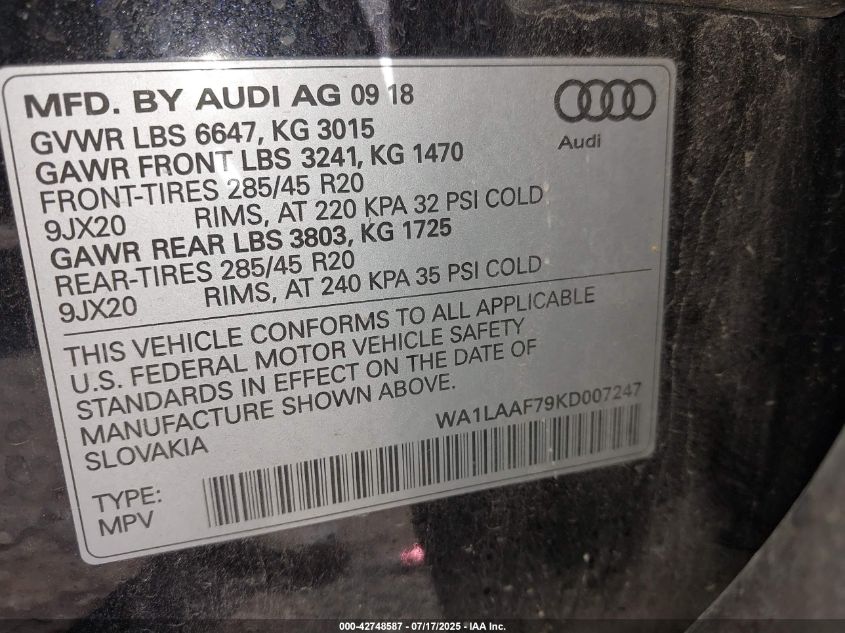 MFD. BY AUDI AG 09 18
Audi
GVWR LBS 6647, KG 3015
GAWR FRONT LBS 3241, KG 1470
FRONT-TIRES 285/45 R20
9JX20 RIMS, AT 220 KPA 32 PSI COLD
GAWR REAR LBS 3803, KG 1725
REAR-TIRES 285/45 R20
9JX20 RIMS, AT 240 KPA 35 PSI COLD
THIS VEHICLE CONFORMS TO ALL APPLICABLE
U.S. FEDERAL MOTOR VEHICLE SAFETY
STANDARDS IN EFFECT ON THE DATE OF
MANUFACTURE SHOWN ABOVE.
SLOVAKIA
WA1LAAF79KD007247
TYPE:
MPV
000-42748587 - 07/17/2025 - IAA Inc.